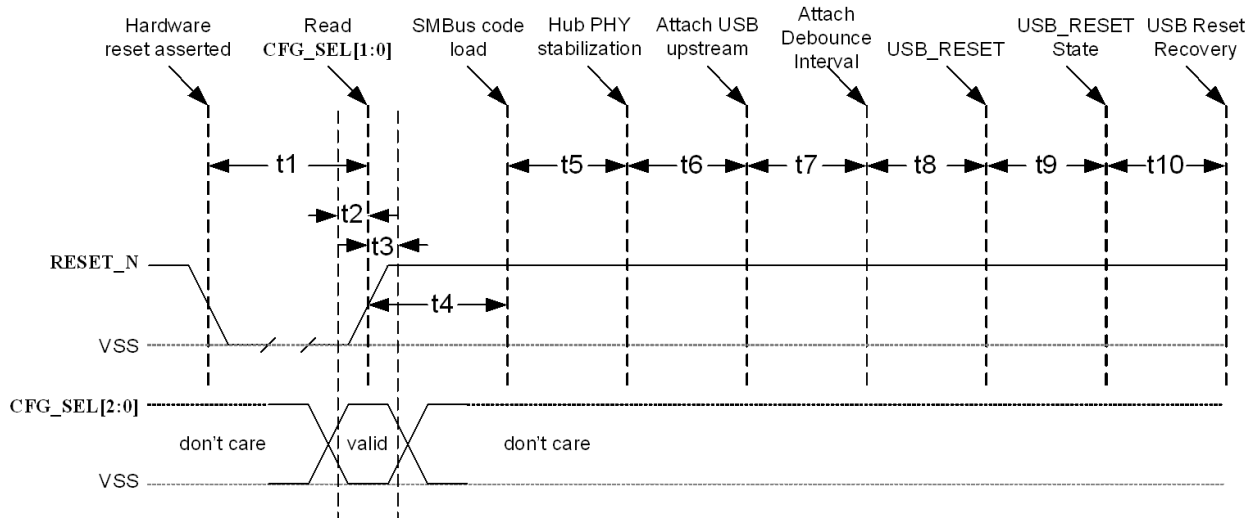 Hardware
reset asserted
Read
CFG_SEL[1:0]
SMBus code
load
Hub PHY
stabilization
Attach USB
upstream
Attach
Debounce
Interval
USB_RESET
USB_RESET
State
USB Reset
Recovery
t1
t5
t6
t7
t8
t9
t10
t2
t3
RESET_N
t4
VSS
CFG_SEL[2:0]
don't care
valid
don't care
VSS